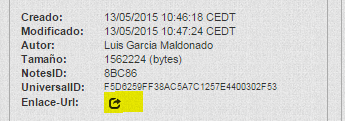 Creado: 13/05/2015 10:46:18 CEDT
Modificado: 13/05/2015 10:47:24 CEDT
Autor: Luis Garcia Maldonado
Tamaño: 1562224 (bytes)
NotesID: 8BC86
UniversalID: F5D6259FF38AC5A7C1257E4400302F53
Enlace-Url: